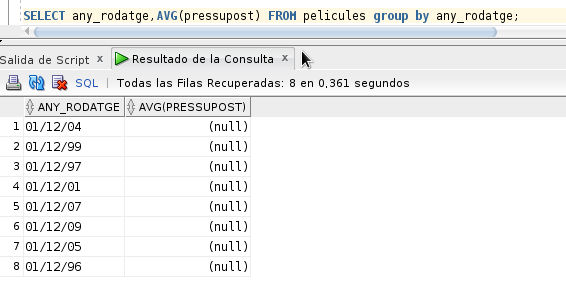 SELECT any_rodatge,AVG(pressupost) FROM pelicules group by any_rodatge;
Salida de Script x Resultado de la Consulta x
SQL | Todas las Filas Recuperadas: 8 en 0,361 segundos
ANY_RODATGE AVG(PRESSUPOST)
1 01/12/04 (null)
2 01/12/99 (null)
3 01/12/97 (null)
4 01/12/01 (null)
5 01/12/07 (null)
6 01/12/09 (null)
7 01/12/05 (null)
8 01/12/96 (null)